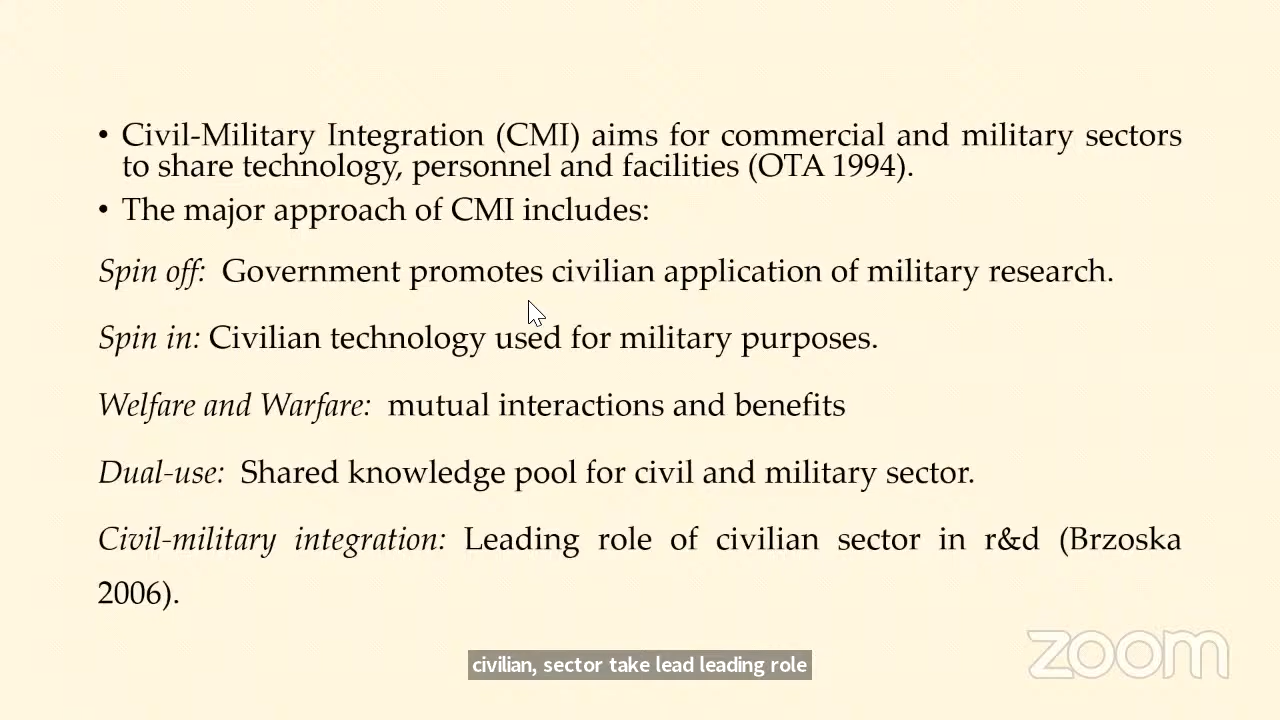 • Civil-Military Integration (CMI) aims for commercial and military sectors
to share technology, personnel and facilities (OTA 1994).
• The major approach of CMI includes:
Spin off: Government promotes civilian application of military research.
Spin in: Civilian technology used for military purposes.
Welfare and Warfare: mutual interactions and benefits
Dual-use: Shared knowledge pool for civil and military sector.
Civil-military integration: Leading role of civilian sector in r&d (Brzoska
2006).
civilian, sector take lead leading role
zoom